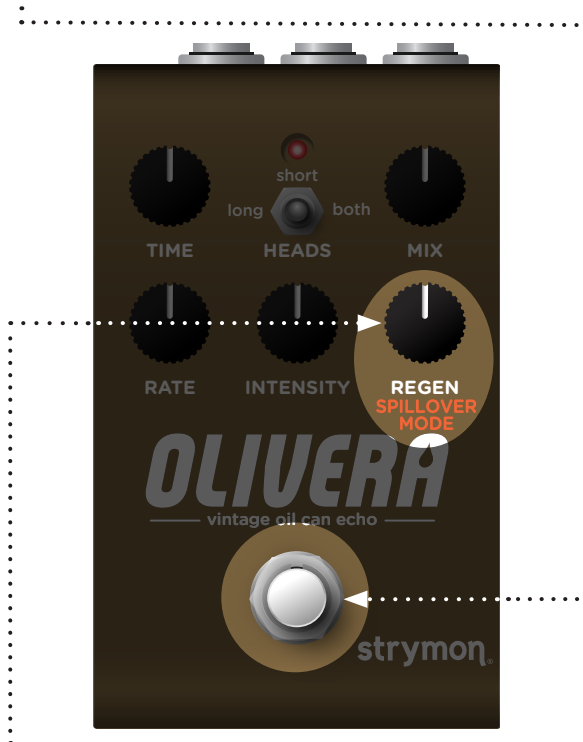 short
long both
TIME HEADS MIX
RATE INTENSITY REGEN
SPILLOVER
MODE
OLIVERA
vintage oil can echo
strymon®